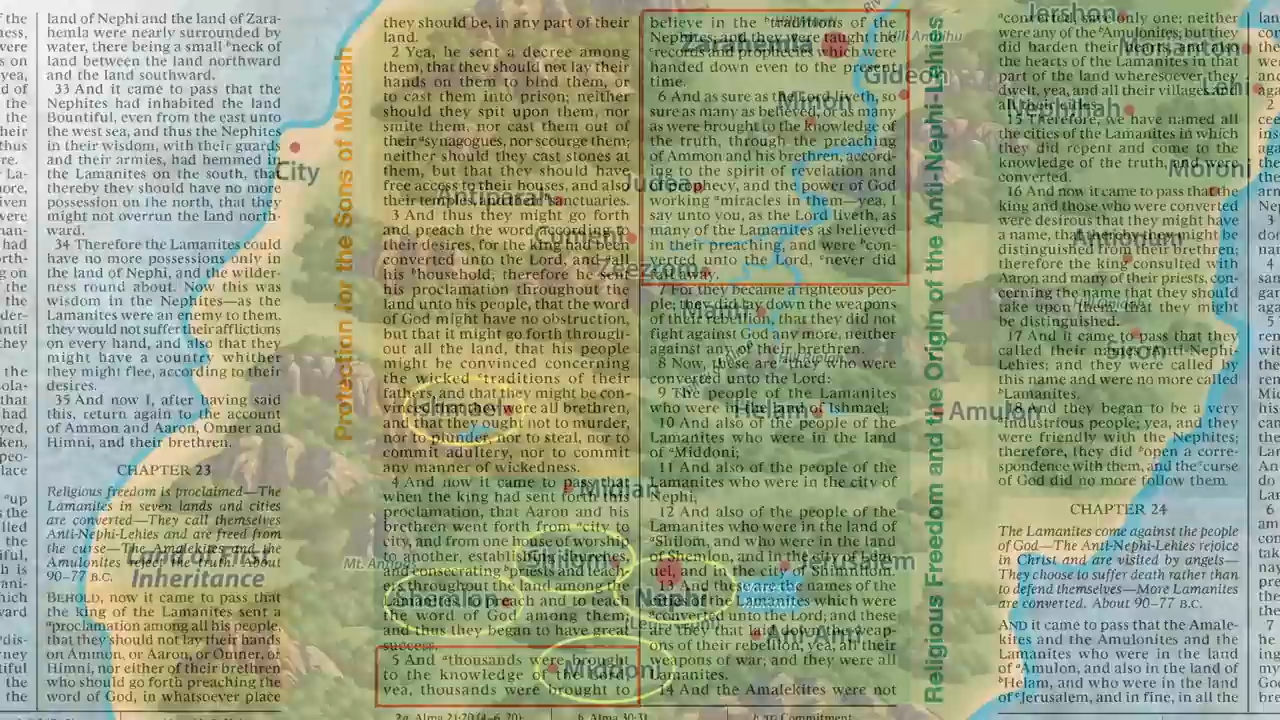 land of Nephi and the land of Zara-
hemla were nearly surrounded by
water, there being a small ᵃneck of
land between the land northward
and the land southward.
33 And it came to pass that the
Nephites had inhabited the land
Bountiful, even from the east unto
the west sea, and thus the Nephites
in their wisdom, with their guards
and their armies, had hemmed in
the Lamanites on the south, that
thereby they should have no more
possession on the north, that they
might not overrun the land north-
ward.
34 Therefore the Lamanites could
have no more possessions only in
the land of Nephi, and the wilder-
ness round about. Now this was
wisdom in the Nephites—as the
Lamanites were an enemy to them,
they would not suffer their afflictions
on every hand, and also that they
might have a country whither
they might flee, according to their
desires.
35 And now I, after having said
this, return again to the account
of Ammon and Aaron, Omner and
Himni, and their brethren.
CHAPTER 23
Religious freedom is proclaimed—The
Lamanites in seven lands and cities
are converted—They call themselves
Anti-Nephi-Lehies and are freed from
the curse—The Amalekites and the
Amulonites reject the truth. About
90–77 B.C.
BEHOLD, now it came to pass that
the king of the Lamanites sent a
ᵃproclamation among all his people,
that they should not lay their hands
on Ammon, or Aaron, or Omner, or
Himni, nor either of their brethren
who should go forth preaching the
word of God, in whatsoever place
City
Land of First
Inheritance
Protection for the Sons of Mosiah
they should be, in any part of their
land.
2 Yea, he sent a decree among
them, that they should not lay their
hands on them to bind them, or
to cast them into prison; neither
should they spit upon them, nor
smite them, nor cast them out of
their ᵃsynagogues, nor scourge them;
neither should they cast stones at
them, but that they should have
free access to their houses, and also
their temples, and their sanctuaries.
3 And thus they might go forth
and preach the word according to
their desires, for the king had been
converted unto the Lord, and all
his ᵃhousehold; therefore he sent
his proclamation throughout the
land unto his people, that the word
of God might have no obstruction,
but that it might go forth through-
out all the land, that his people
might be convinced concerning
the wicked ᵃtraditions of their
fathers, and that they might be con-
vinced that they were all brethren,
and that they ought not to murder,
nor to plunder, nor to steal, nor to
commit adultery, nor to commit
any manner of wickedness.
4 And now it came to pass that
when the king had sent forth this
proclamation, that Aaron and his
brethren went forth from city to
city, and from one house of worship
to another, establishing churches,
and consecrating ᵃpriests and teach-
ers throughout the land among the
Lamanites, to preach and to teach
the word of God among them;
and thus they began to have great
success.
5 And ᵃthousands were brought
to the knowledge of the Lord,
yea, thousands were brought to
believe in the ᵇtraditions of the
Nephites; and they were taught the
ᶜrecords and prophecies which were
handed down even to the present
time.
6 And as sure as the Lord liveth, so
sure as many as believed, or as many
as were brought to the knowledge of
the truth, through the preaching
of Ammon and his brethren, accord-
ing to the spirit of revelation and
of prophecy, and the power of God
working ᵃmiracles in them—yea, I
say unto you, as the Lord liveth, as
many of the Lamanites as believed
in their preaching, and were ᵇcon-
verted unto the Lord, ᶜnever did
fall away.
7 For they became a righteous peo-
ple; they did lay down the weapons
of their rebellion, that they did not
fight against God any more, neither
against any of their brethren.
8 Now, these are ᵃthey who were
converted unto the Lord:
9 The people of the Lamanites
who were in the land of Ishmael;
10 And also of the people of the
Lamanites who were in the land
of ᵃMiddoni;
11 And also of the people of the
Lamanites who were in the city of
Nephi;
12 And also of the people of the
Lamanites who were in the land of
ᵃShilom, and who were in the land
of Shemlon, and in the city of Lem-
uel, and in the city of Shimnilom.
13 And these are the names of the
cities of the Lamanites which were
converted unto the Lord; and these
are they that laid down the weap-
ons of their rebellion, yea, all their
weapons of war; and they were all
Lamanites.
14 And the Amalekites were not
Zarahemla
Gideon
Minon
Judea
Antiparah
Zeezrom
Manti
Helam
Amulon
Midian
Jerusalem
Shilom
Nephi
Middoni
Religious Freedom and the Origin of the Anti-Nephi-Lehies
ᵃconverted, save only one; neither
were any of the ᵇAmulonites; but they
did harden their hearts, and also
the hearts of the Lamanites in that
part of the land wheresoever they
dwelt, yea, and all their villages and
all their cities.
15 Therefore, we have named all
the cities of the Lamanites in which
they did repent and come to the
knowledge of the truth, and were
converted.
16 And now it came to pass that the
king and those who were converted
were desirous that they might have
a name, that thereby they might be
distinguished from their brethren;
therefore the king consulted with
Aaron and many of their priests, con-
cerning the name that they should
take upon them, that they might
be distinguished.
17 And it came to pass that they
called their names ᵃAnti-Nephi-
Lehies; and they were called by
this name and were no more called
ᵇLamanites.
18 And they began to be a very
ᵃindustrious people; yea, and they
were friendly with the Nephites;
therefore, they did ᵇopen a corre-
spondence with them, and the ᶜcurse
of God did no more follow them.
CHAPTER 24
The Lamanites come against the people
of God—The Anti-Nephi-Lehies rejoice
in Christ and are visited by angels—
They choose to suffer death rather than
to defend themselves—More Lamanites
are converted. About 90–77 B.C.
AND it came to pass that the Amale-
kites and the Amulonites and the
Lamanites who were in the land
of ᵃAmulon, and also in the land of
ᵇHelam, and who were in the land
of ᶜJerusalem, and in fine, in all the
Jershon
Morianton
Nephihah
Moroni
Antionum
Siron
2a Alma 21:20 (4–6, 20);
b Alma 30:31.